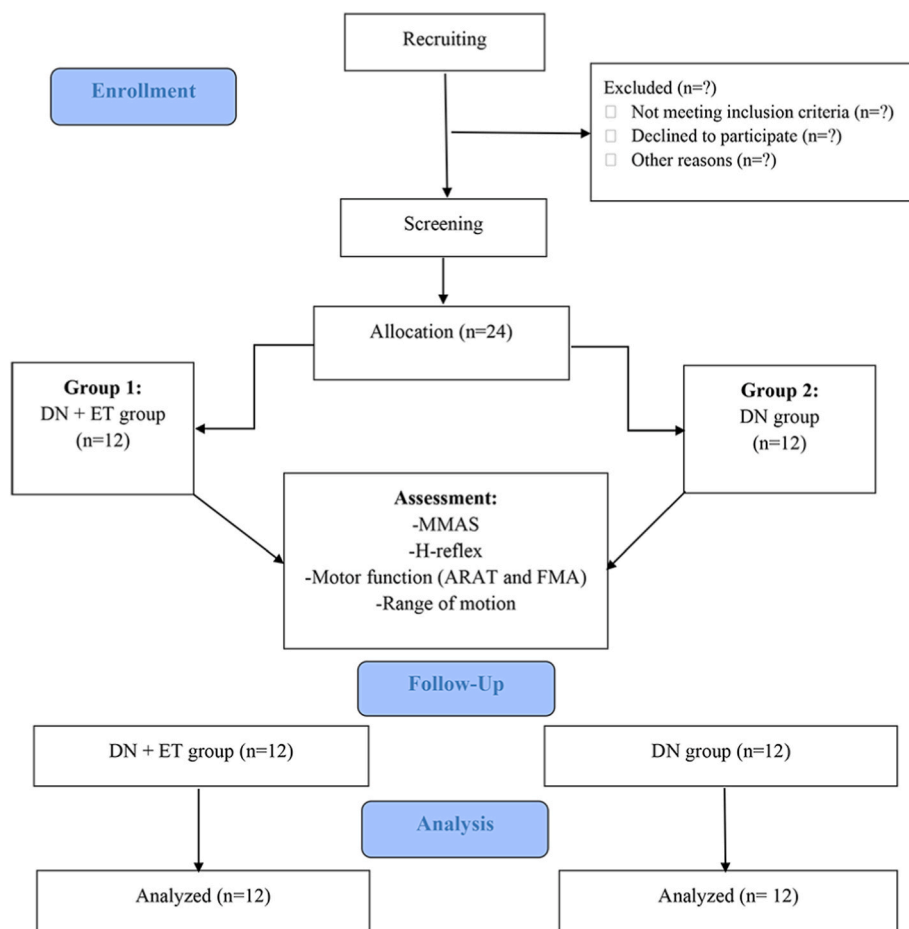 Recruiting
Enrollment
Excluded (n=?)
Not meeting inclusion criteria (n=?)
Declined to participate (n=?)
Other reasons (n=?)
Screening
Allocation (n=24)
Group 1:
DN + ET group
(n=12)
Group 2:
DN group
(n=12)
Assessment:
-MMAS
-H-reflex
-Motor function (ARAT and FMA)
-Range of motion
Follow-Up
DN + ET group (n=12)
DN group (n=12)
Analysis
Analyzed (n=12)
Analyzed (n= 12)